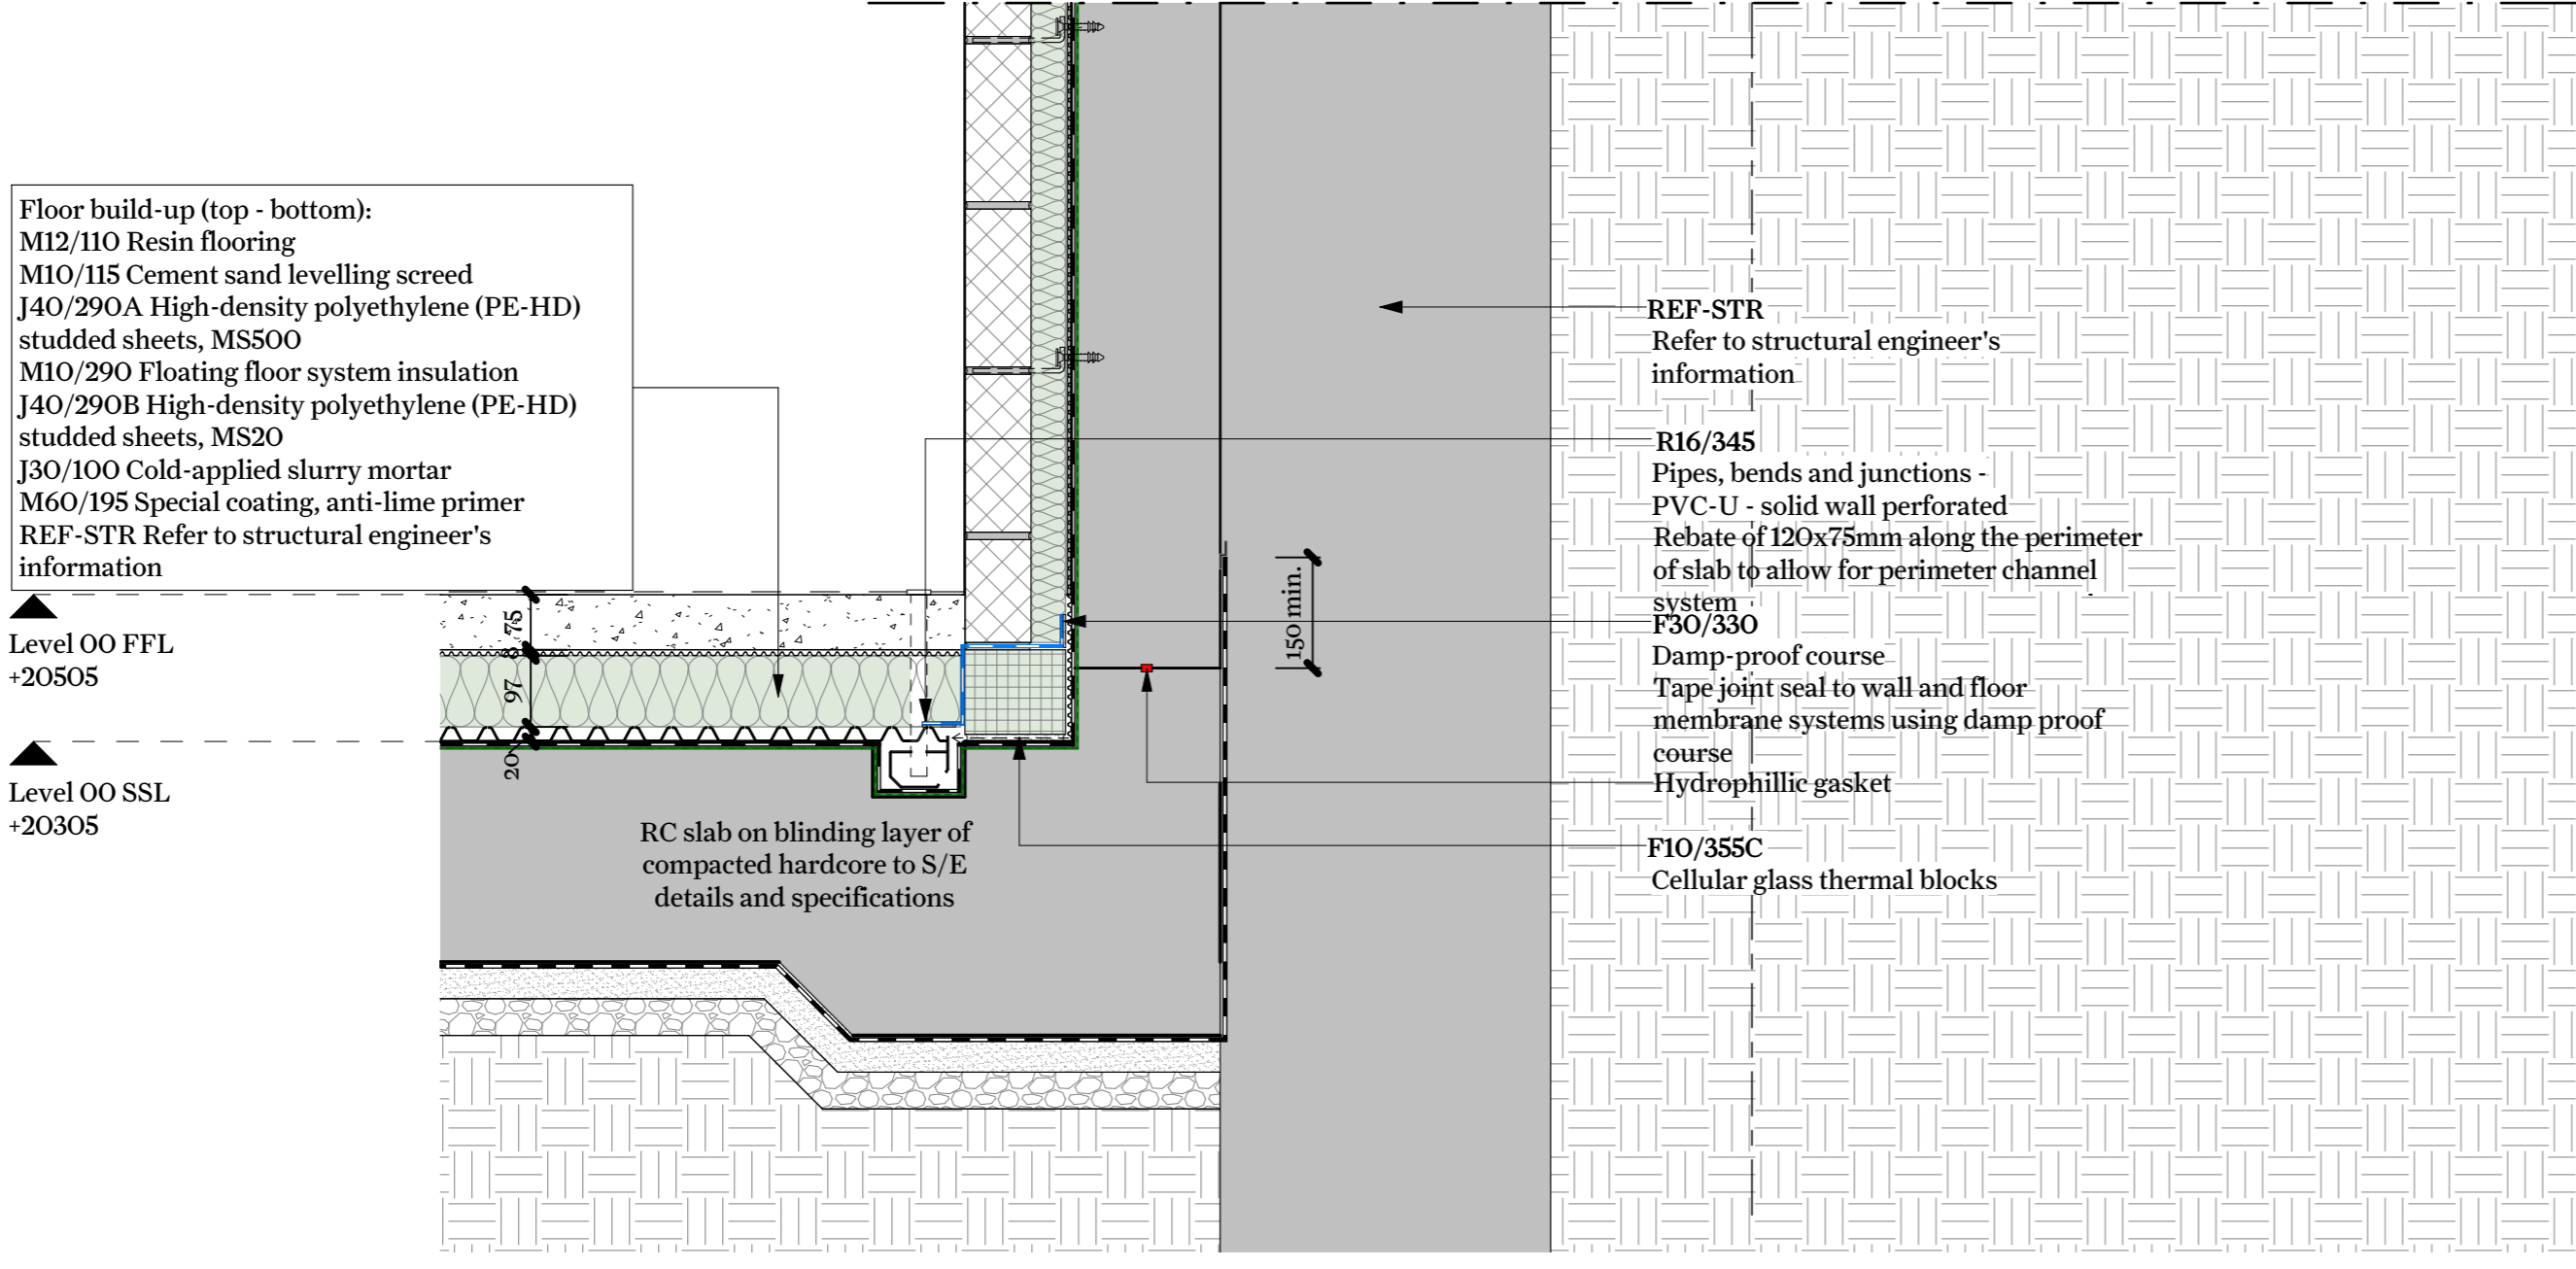 Floor build-up (top - bottom):
M12/110 Resin flooring
M10/115 Cement sand levelling screed
J40/290A High-density polyethylene (PE-HD)
studded sheets, MS500
M10/290 Floating floor system insulation
J40/290B High-density polyethylene (PE-HD)
studded sheets, MS20
J30/100 Cold-applied slurry mortar
M60/195 Special coating, anti-lime primer
REF-STR Refer to structural engineer's
information
Level 00 FFL
+20505
Level 00 SSL
+20305
75
8
97
20
RC slab on blinding layer of
compacted hardcore to S/E
details and specifications
150 min.
REF-STR
Refer to structural engineer's
information
R16/345
Pipes, bends and junctions -
PVC-U - solid wall perforated
Rebate of 120x75mm along the perimeter
of slab to allow for perimeter channel
system
F30/330
Damp-proof course
Tape joint seal to wall and floor
membrane systems using damp proof
course
Hydrophillic gasket
F10/355C
Cellular glass thermal blocks